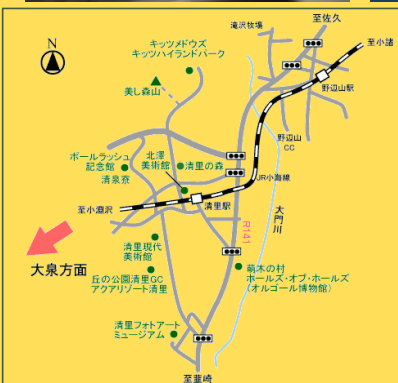 至佐久
滝沢牧場
至小諸
N
キッツメドウズ
キッツハイランドパーク
美し森山
野辺山駅
野辺山
CC
ポールラッシュ
記念館
清泉寮
北澤
美術館
清里の森
JR小海線
至小淵沢
清里駅
大門川
R141
清里現代
美術館
大泉方面
丘の公園清里GC
アクアリゾート清里
萌木の村
ホールズ・オブ・ホールズ
(オルゴール博物館)
清里フォトアート
ミュージアム
至韮崎